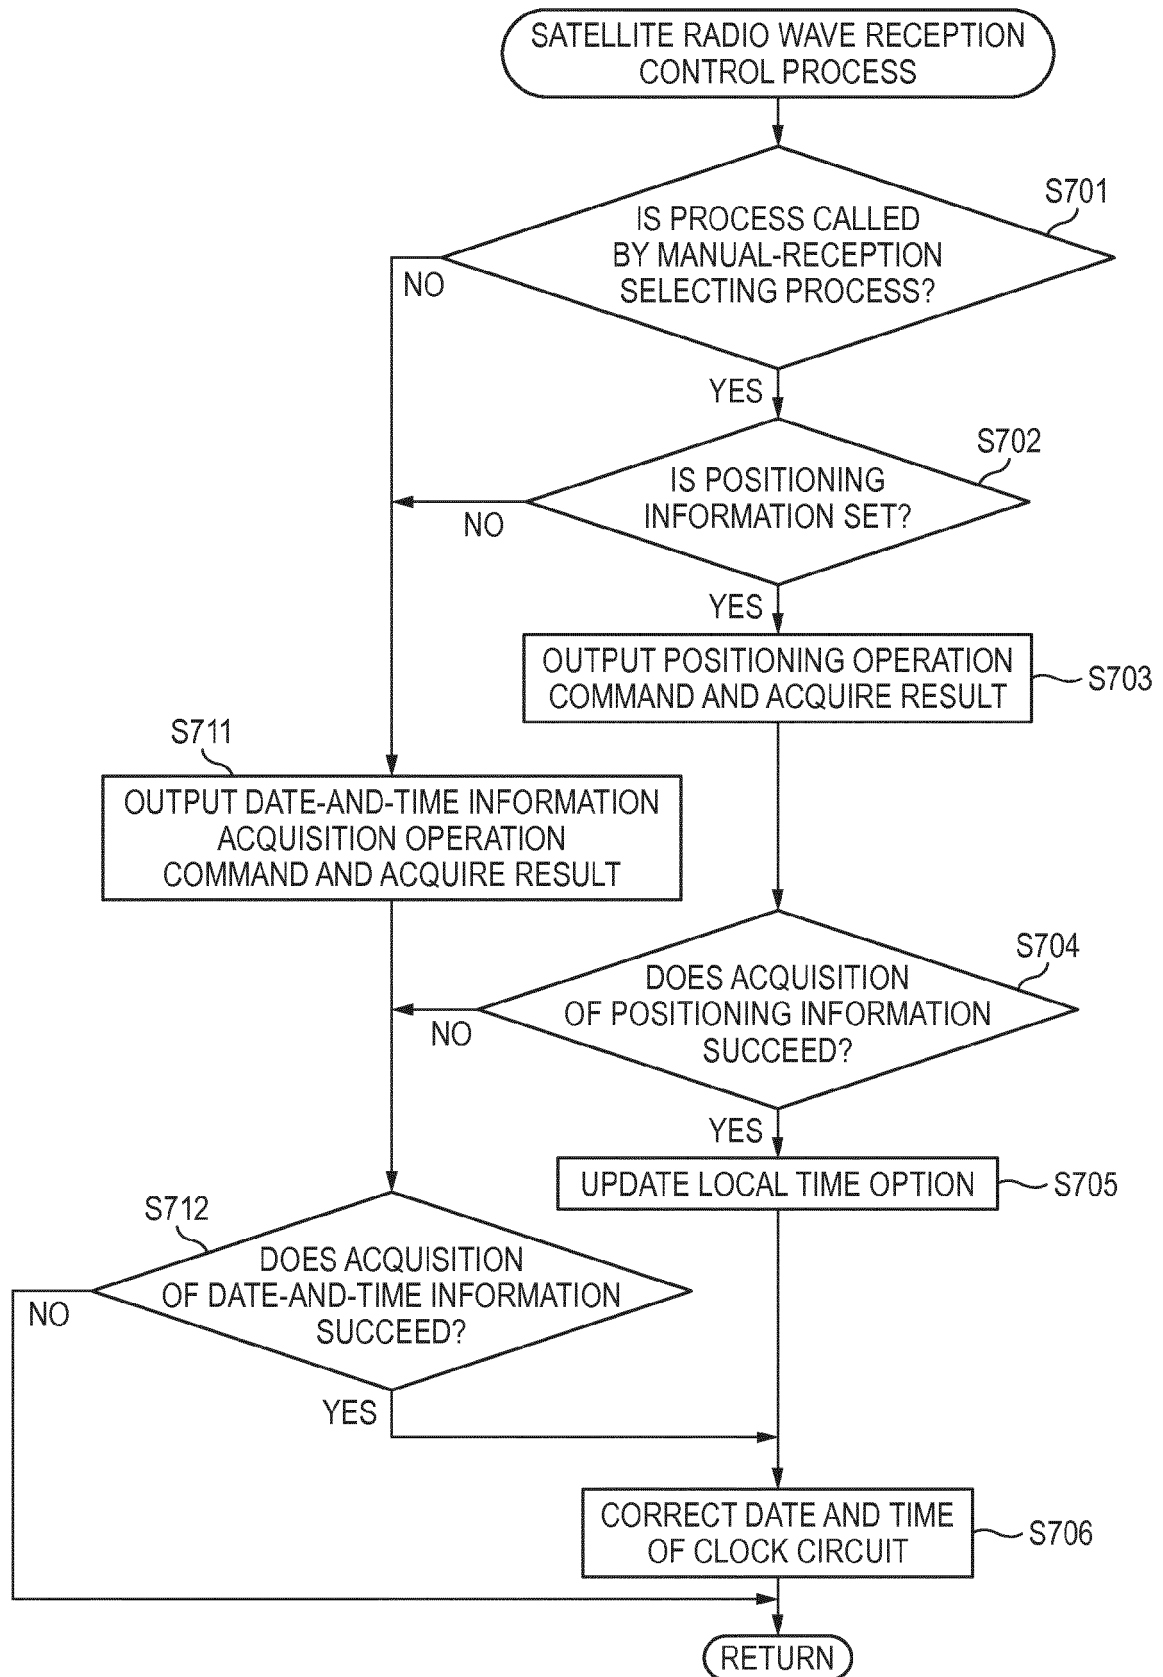 SATELLITE RADIO WAVE RECEPTION
CONTROL PROCESS
S701
IS PROCESS CALLED
BY MANUAL-RECEPTION
SELECTING PROCESS?
NO
YES
S702
IS POSITIONING
INFORMATION SET?
NO
YES
OUTPUT POSITIONING OPERATION
COMMAND AND ACQUIRE RESULT
S703
S711
OUTPUT DATE-AND-TIME INFORMATION
ACQUISITION OPERATION
COMMAND AND ACQUIRE RESULT
S704
DOES ACQUISITION
OF POSITIONING INFORMATION
SUCCEED?
NO
YES
UPDATE LOCAL TIME OPTION
S705
S712
DOES ACQUISITION
OF DATE-AND-TIME INFORMATION
SUCCEED?
NO
YES
CORRECT DATE AND TIME
OF CLOCK CIRCUIT
S706
RETURN